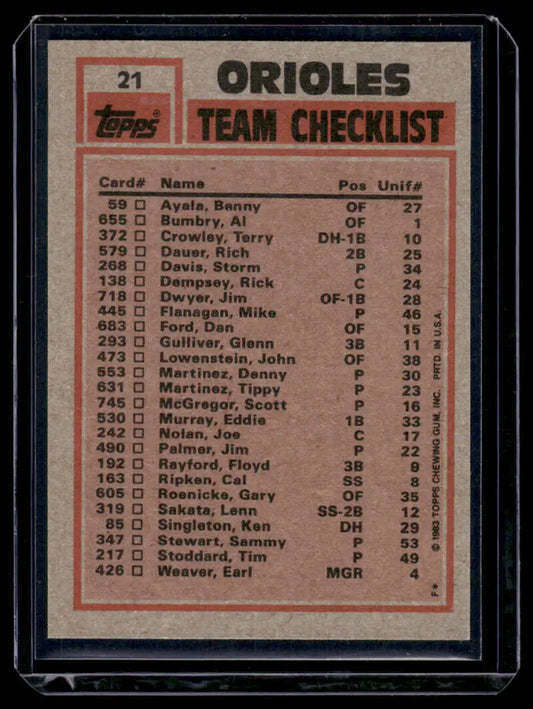 21
ORIOLES
Topps®
TEAM CHECKLIST
Card# Name Pos Unif#
59 □ Ayala, Benny OF 27
655 □ Bumbry, Al OF 1
372 □ Crowley, Terry DH-1B 10
579 □ Dauer, Rich 2B 25
268 □ Davis, Storm P 34
138 □ Dempsey, Rick C 24
718 □ Dwyer, Jim OF-1B 28
445 □ Flanagan, Mike P 46
683 □ Ford, Dan OF 15
293 □ Gulliver, Glenn 3B 11
473 □ Lowenstein, John OF 38
553 □ Martinez, Denny P 30
631 □ Martinez, Tippy P 23
745 □ McGregor, Scott P 16
530 □ Murray, Eddie 1B 33
242 □ Nolan, Joe C 17
490 □ Palmer, Jim P 22
192 □ Rayford, Floyd 3B 9
163 □ Ripken, Cal SS 8
605 □ Roenicke, Gary OF 35
319 □ Sakata, Lenn SS-2B 12
85 □ Singleton, Ken DH 29
347 □ Stewart, Sammy P 53
217 □ Stoddard, Tim P 49
426 □ Weaver, Earl MGR 4
F* © 1983 TOPPS CHEWING GUM, INC. PRTD. IN U.S.A.